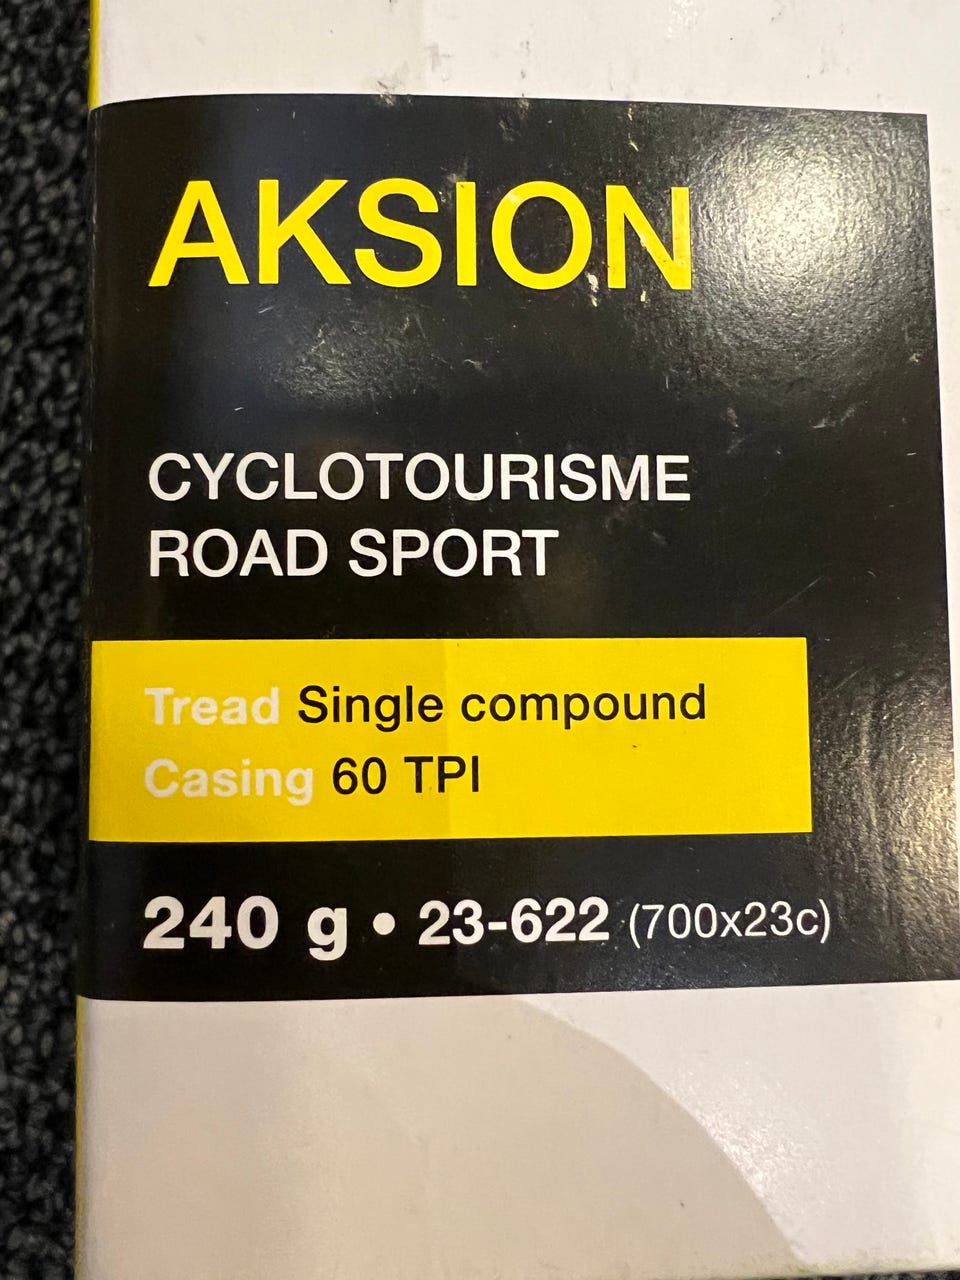 AKSION
CYCLOTOURISME
ROAD SPORT
Tread Single compound
Casing 60 TPI
240 g • 23-622 (700x23c)